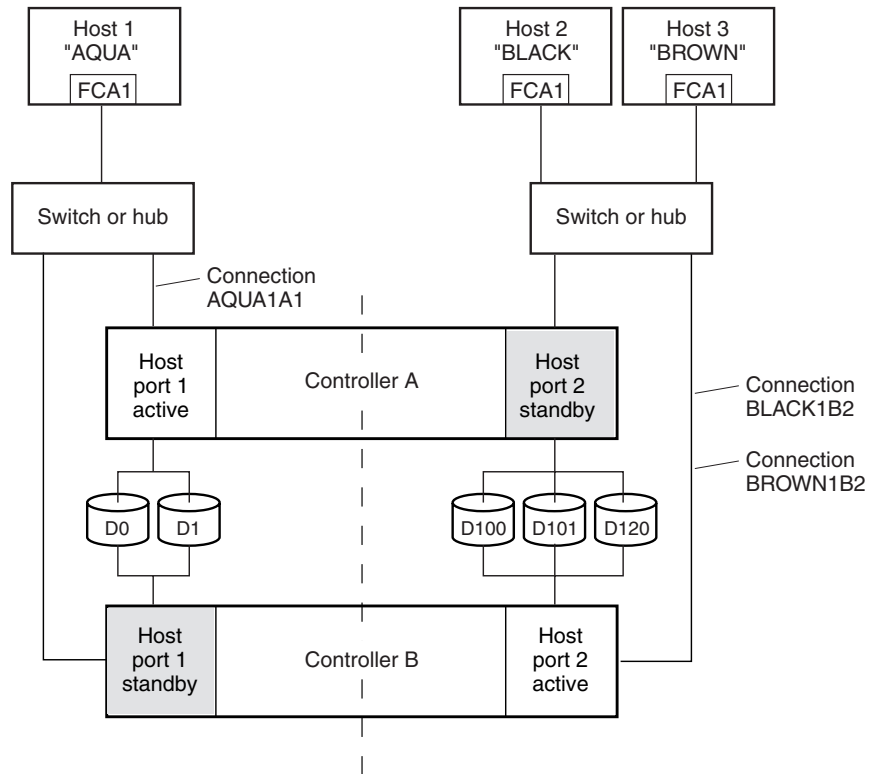 Host 1
"AQUA"
FCA1
Host 2
"BLACK"
FCA1
Host 3
"BROWN"
FCA1
Switch or hub
Switch or hub
Connection
AQUA1A1
Host
port 1
active
Controller A
Host
port 2
standby
Connection
BLACK1B2
Connection
BROWN1B2
D0
D1
D100
D101
D120
Host
port 1
standby
Controller B
Host
port 2
active